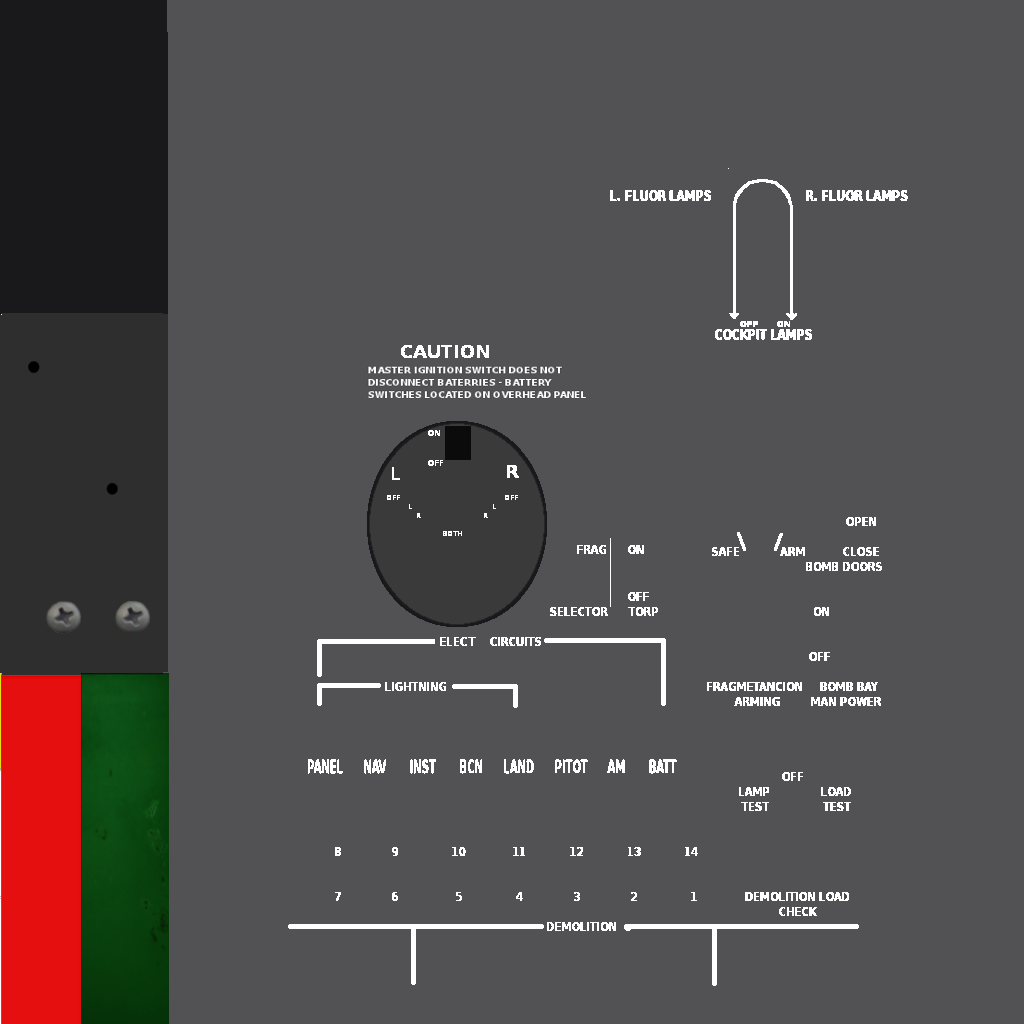 L. FLUOR LAMPS R. FLUOR LAMPS
OFF ON
COCKPIT LAMPS
CAUTION
MASTER IGNITION SWITCH DOES NOT
DISCONNECT BATERRIES - BATTERY
SWITCHES LOCATED ON OVERHEAD PANEL
ON
OFF
L R
OFF OFF
L L
R R
BOTH
OPEN
FRAG ON SAFE ARM CLOSE
BOMB DOORS
OFF
SELECTOR TORP ON
ELECT CIRCUITS
OFF
LIGHTNING FRAGMETANCION BOMB BAY
ARMING MAN POWER
PANEL NAV INST BCN LAND PITOT AM BATT
OFF
LAMP LOAD
TEST TEST
8 9 10 11 12 13 14
7 6 5 4 3 2 1 DEMOLITION LOAD
CHECK
DEMOLITION